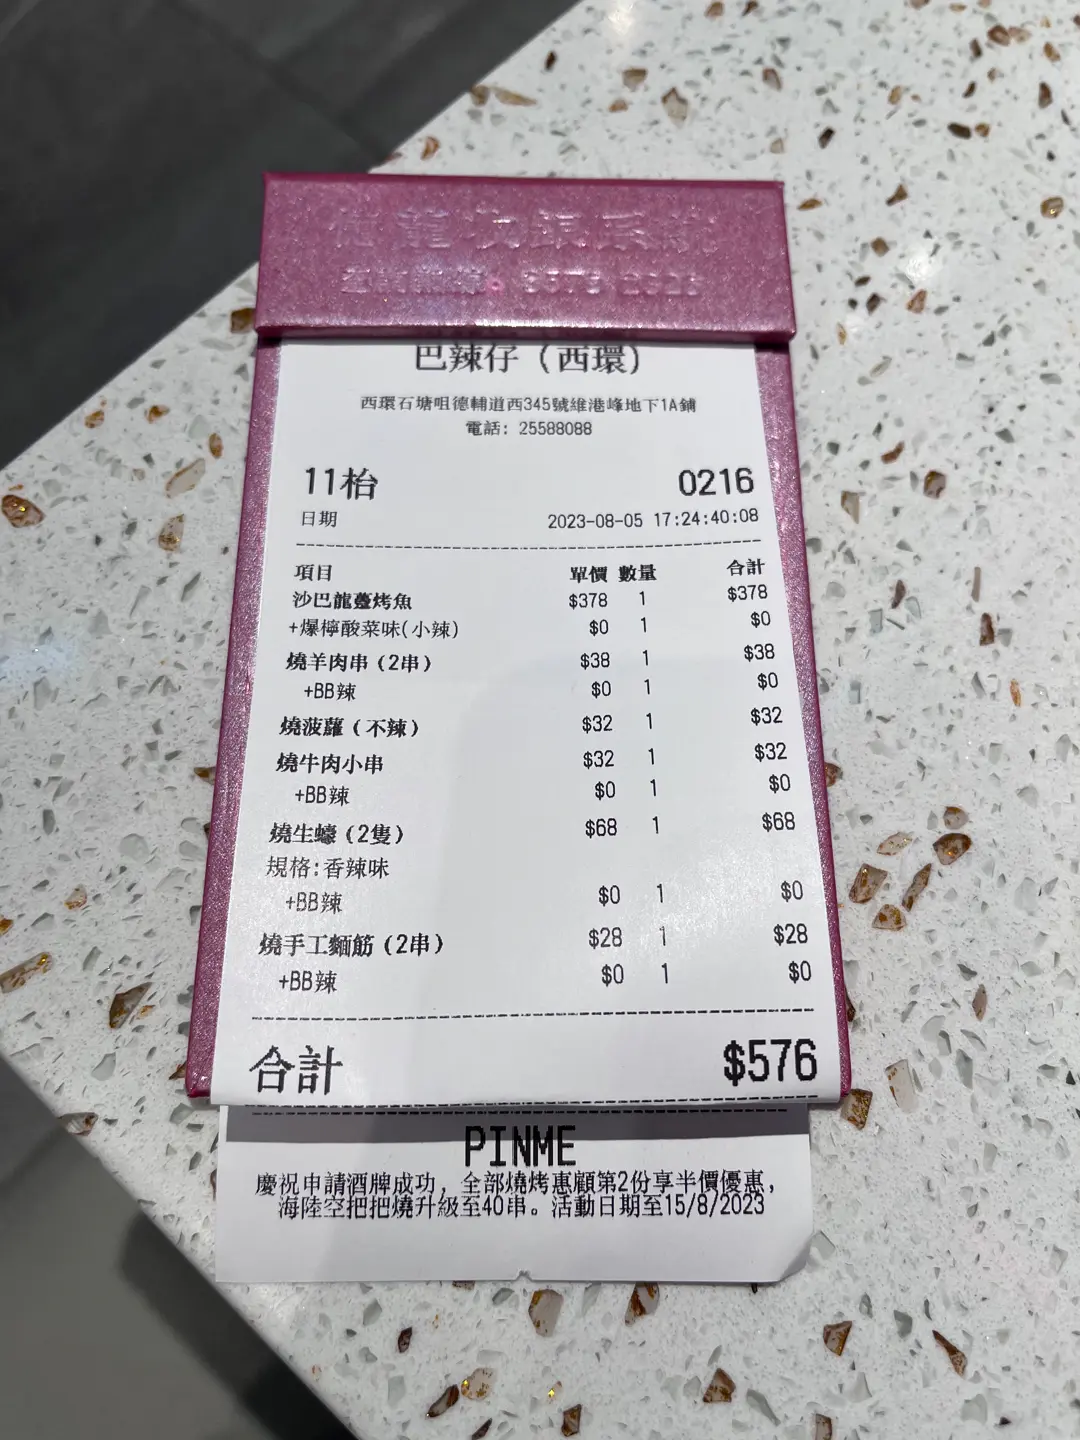 收銀系統
巴辣仔（西環）
西環石塘咀德輔道西345號維港峰地下1A鋪
電話: 25588088
11枱 0216
日期 2023-08-05 17:24:40:08
項目 單價 數量 合計
沙巴龍躉烤魚 $378 1 $378
+爆檸酸菜味(小辣) $0 1 $0
燒羊肉串（2串） $38 1 $38
+BB辣 $0 1 $0
燒菠蘿（不辣） $32 1 $32
燒牛肉小串 $32 1 $32
+BB辣 $0 1 $0
燒生蠔（2隻） $68 1 $68
規格:香辣味
+BB辣 $0 1 $0
燒手工麵筋（2串） $28 1 $28
+BB辣 $0 1 $0
合計 $576
PINME
慶祝申請酒牌成功，全部燒烤惠顧第2份享半價優惠，
海陸空把把燒升級至40串。活動日期至15/8/2023